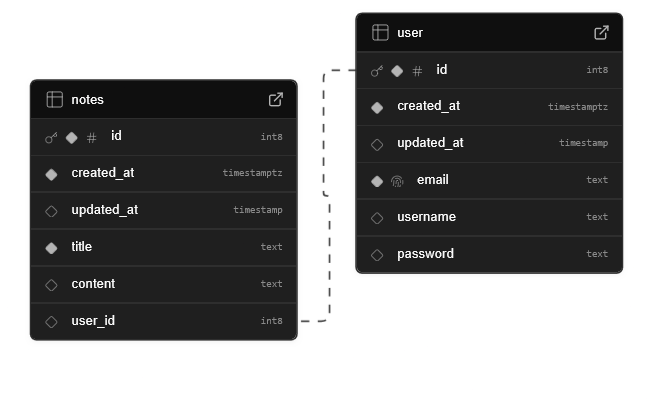 notes
id int8
created_at timestamptz
updated_at timestamp
title text
content text
user_id int8
user
# id int8
created_at timestamptz
updated_at timestamp
email text
username text
password text